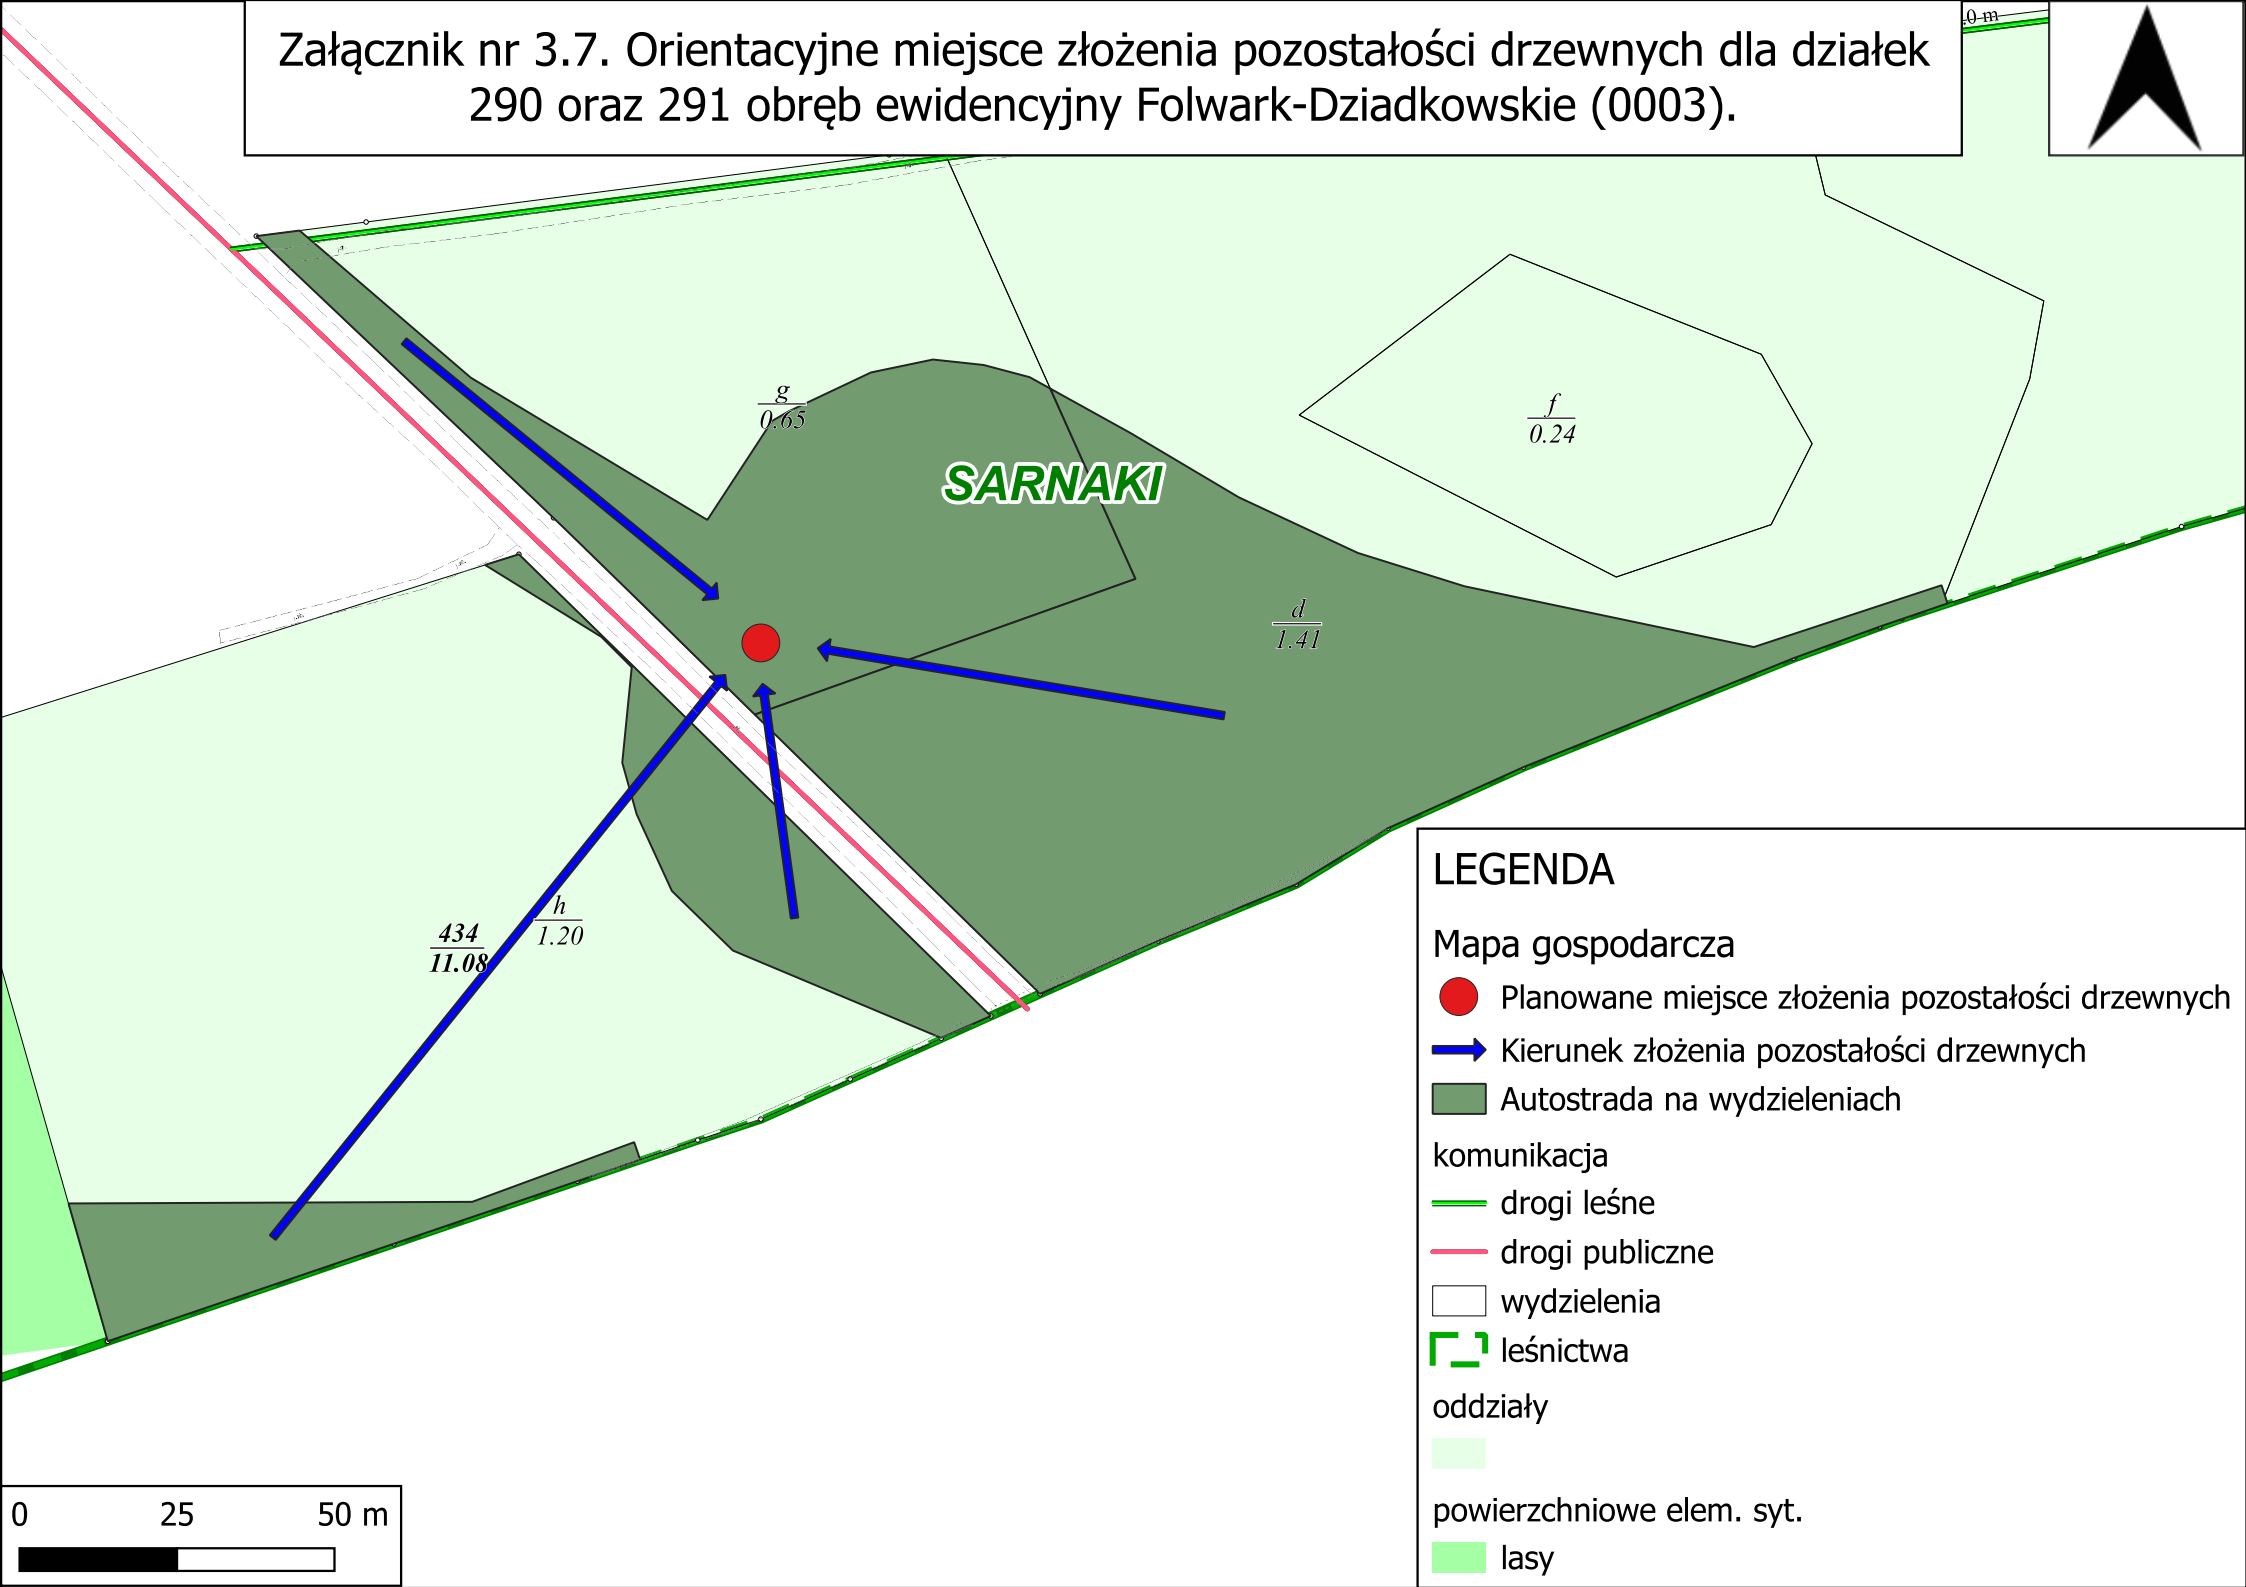 Załącznik nr 3.7. Orientacyjne miejsce złożenia pozostałości drzewnych dla działek
290 oraz 291 obręb ewidencyjny Folwark-Dziadkowskie (0003).
.0 m
g
0.65
f
0.24
SARNAKI
d
1.41
h
1.20
434
11.08
LEGENDA
Mapa gospodarcza
Planowane miejsce złożenia pozostałości drzewnych
Kierunek złożenia pozostałości drzewnych
Autostrada na wydzieleniach
komunikacja
drogi leśne
drogi publiczne
wydzielenia
leśnictwa
oddziały
powierzchniowe elem. syt.
lasy
0 25 50 m